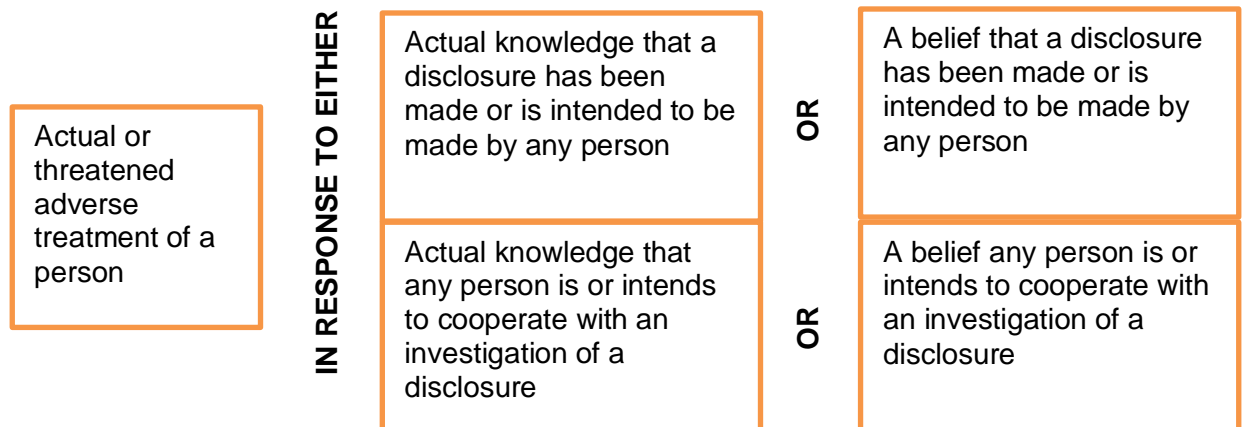 Actual or
threatened
adverse
treatment of a
person
IN RESPONSE TO EITHER
Actual knowledge that a
disclosure has been
made or is intended to be
made by any person
OR
A belief that a disclosure
has been made or is
intended to be made by
any person
Actual knowledge that
any person is or intends
to cooperate with an
investigation of a
disclosure
OR
A belief any person is or
intends to cooperate with
an investigation of a
disclosure